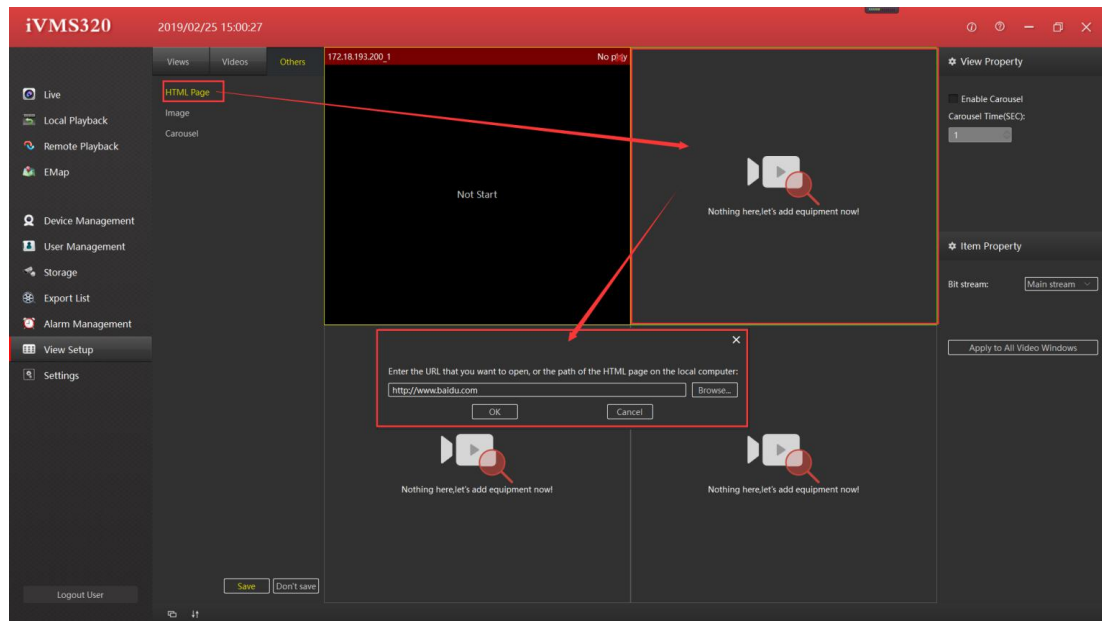 iVMS320
2019/02/25 15:00:27
Live
Local Playback
Remote Playback
EMap
Device Management
User Management
Storage
Export List
Alarm Management
View Setup
Settings
Logout User
Views Videos Others
HTML Page
Image
Carousel
Save Don't save
172.18.193.200_1 No play
Not Start
Nothing here,let's add equipment now!
Enter the URL that you want to open, or the path of the HTML page on the local computer:
http://www.baidu.com Browse...
OK Cancel
Nothing here,let's add equipment now!
Nothing here,let's add equipment now!
View Property
Enable Carousel
Carousel Time(SEC):
1
Item Property
Bit stream: Main stream
Apply to All Video Windows